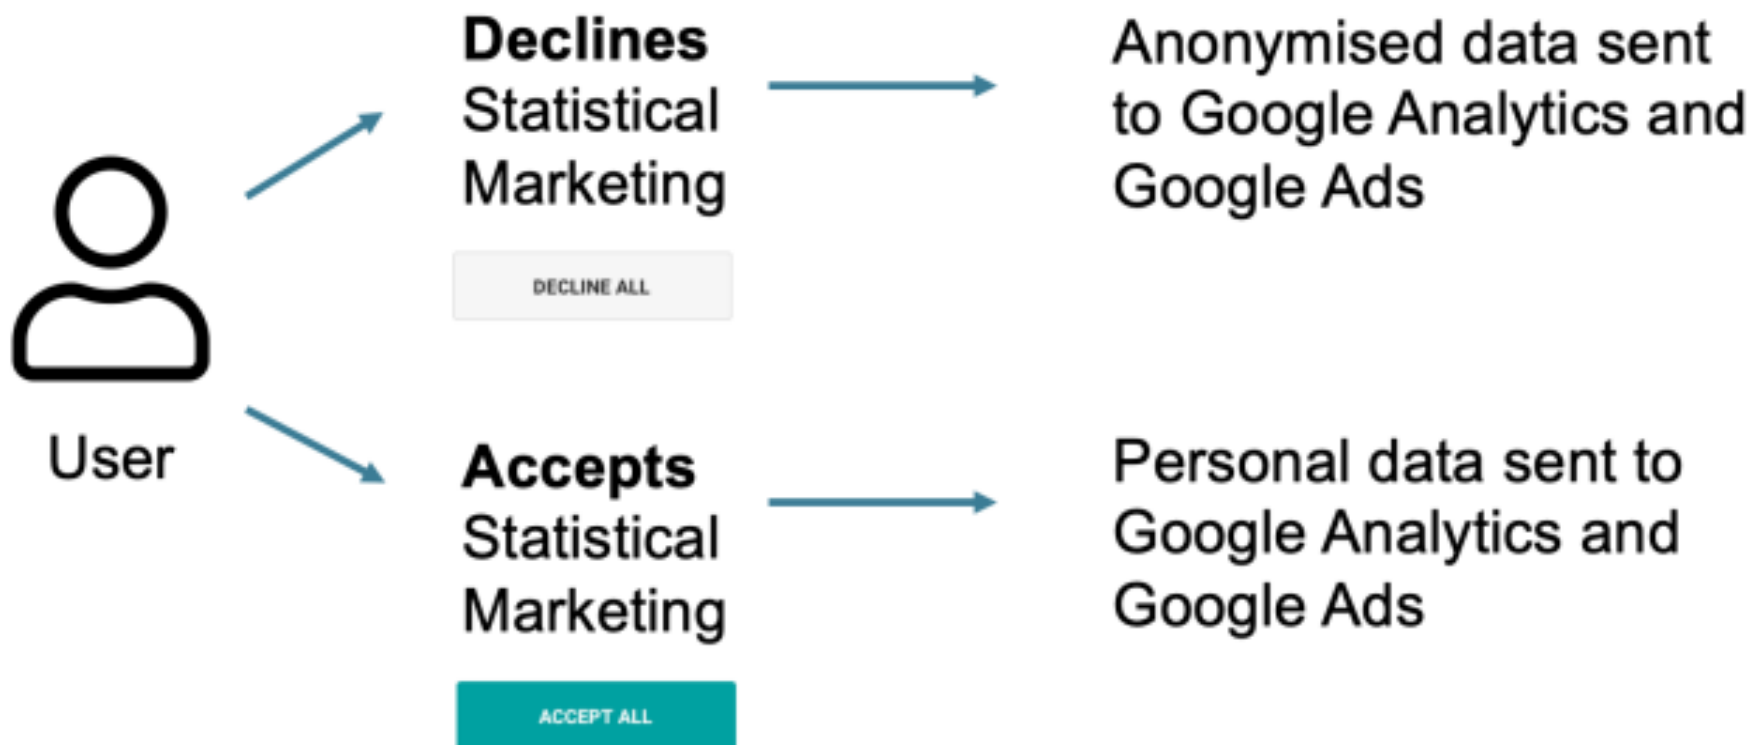 Declines
Statistical
Marketing
DECLINE ALL
Anonymised data sent
to Google Analytics and
Google Ads
User
Accepts
Statistical
Marketing
ACCEPT ALL
Personal data sent to
Google Analytics and
Google Ads